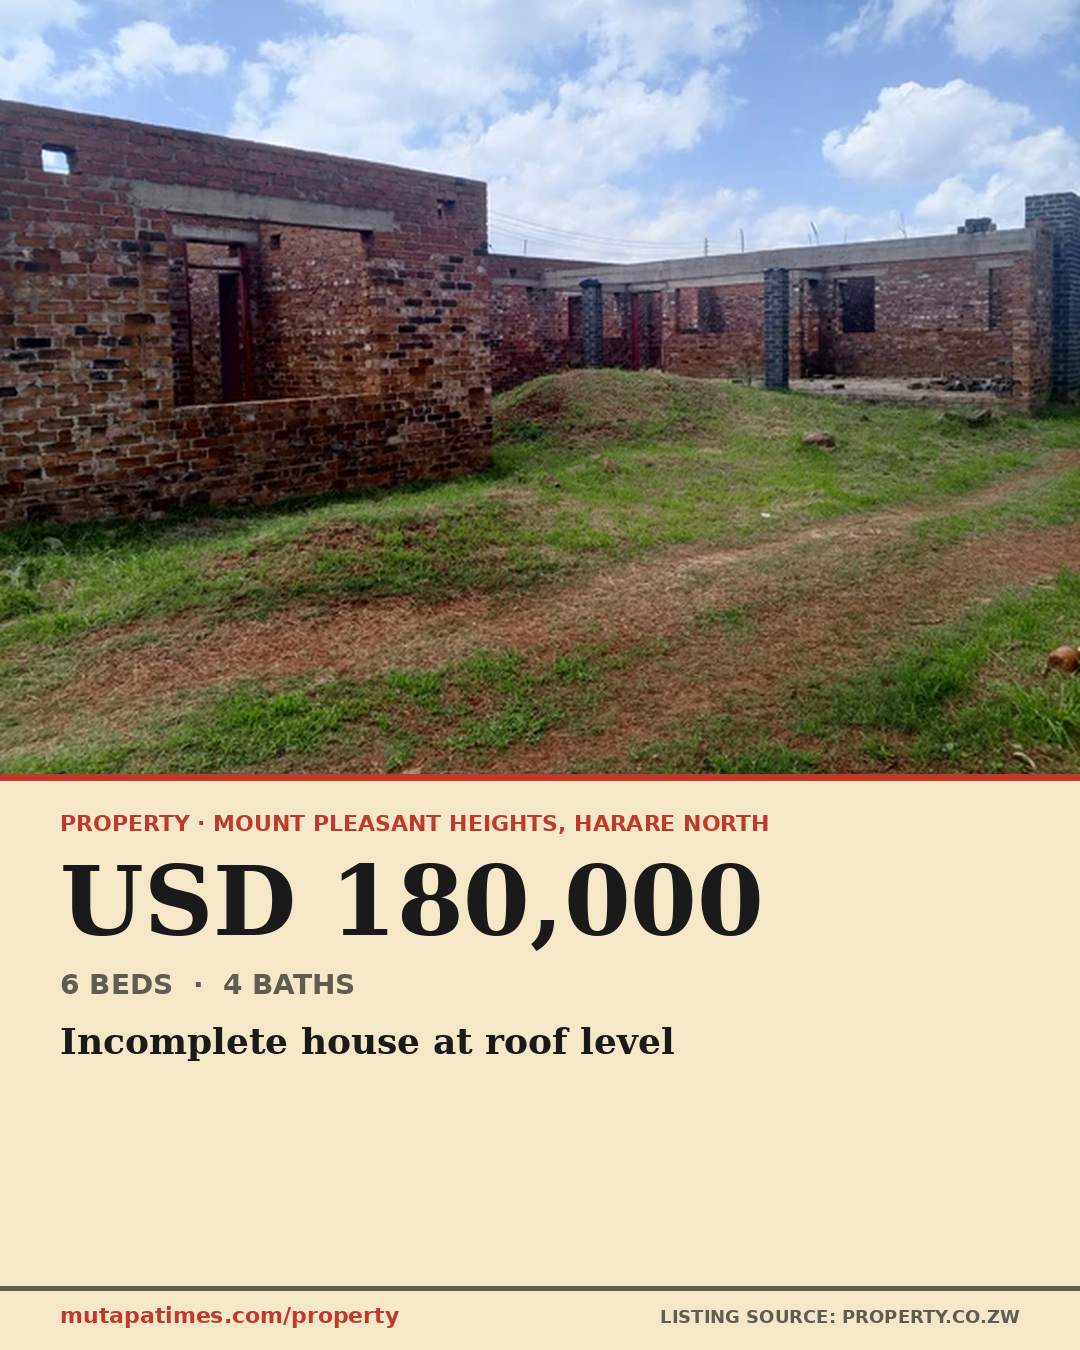 PROPERTY · MOUNT PLEASANT HEIGHTS, HARARE NORTH
USD 180,000
6 BEDS · 4 BATHS
Incomplete house at roof level
mutapatimes.com/property
LISTING SOURCE: PROPERTY.CO.ZW